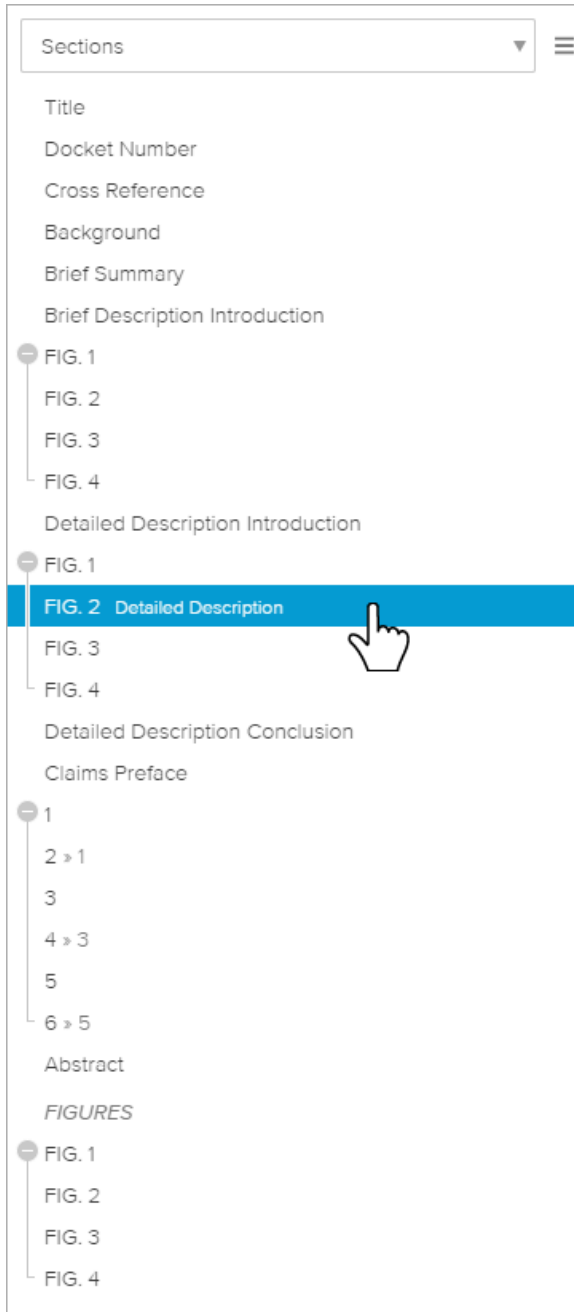 Sections
Title
Docket Number
Cross Reference
Background
Brief Summary
Brief Description Introduction
FIG. 1
FIG. 2
FIG. 3
FIG. 4
Detailed Description Introduction
FIG. 1
FIG. 2 Detailed Description
FIG. 3
FIG. 4
Detailed Description Conclusion
Claims Preface
1
2 » 1
3
4 » 3
5
6 » 5
Abstract
FIGURES
FIG. 1
FIG. 2
FIG. 3
FIG. 4